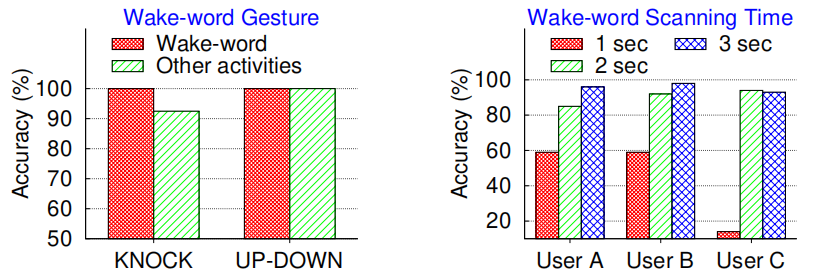 Wake-word Gesture
Wake-word
Other activities
Accuracy (%)
100
90
80
70
60
50
KNOCK UP-DOWN
Wake-word Scanning Time
1 sec 3 sec
2 sec
Accuracy (%)
100
80
60
40
20
User A User B User C